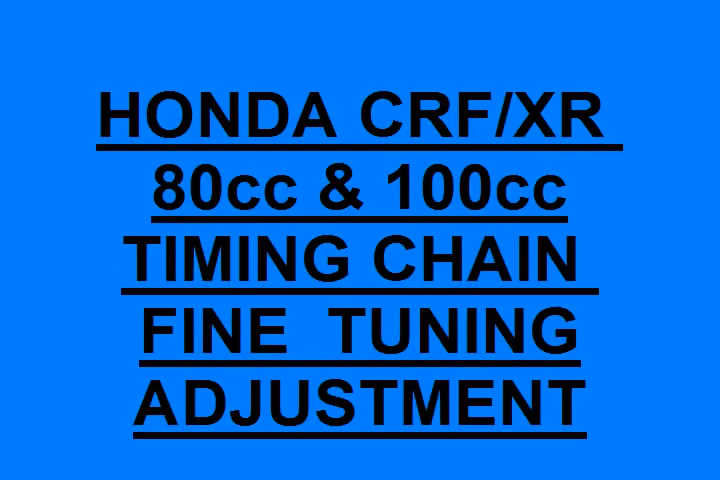 HONDA CRF/XR
80cc & 100cc
TIMING CHAIN
FINE  TUNING
ADJUSTMENT